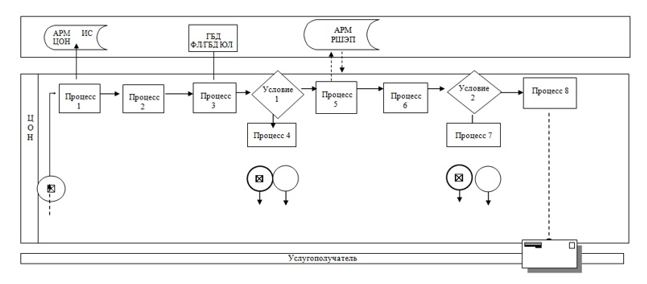 АРМ ИС
ЦОН
ГБД
ФЛ/ГБД ЮЛ
АРМ
РШЭП
ЦОН
Процесс
1
Процесс
2
Процесс
3
Условие
1
Процесс
5
Процесс
6
Условие
2
Процесс 8
Процесс 4
Процесс 7
Услугополучатель